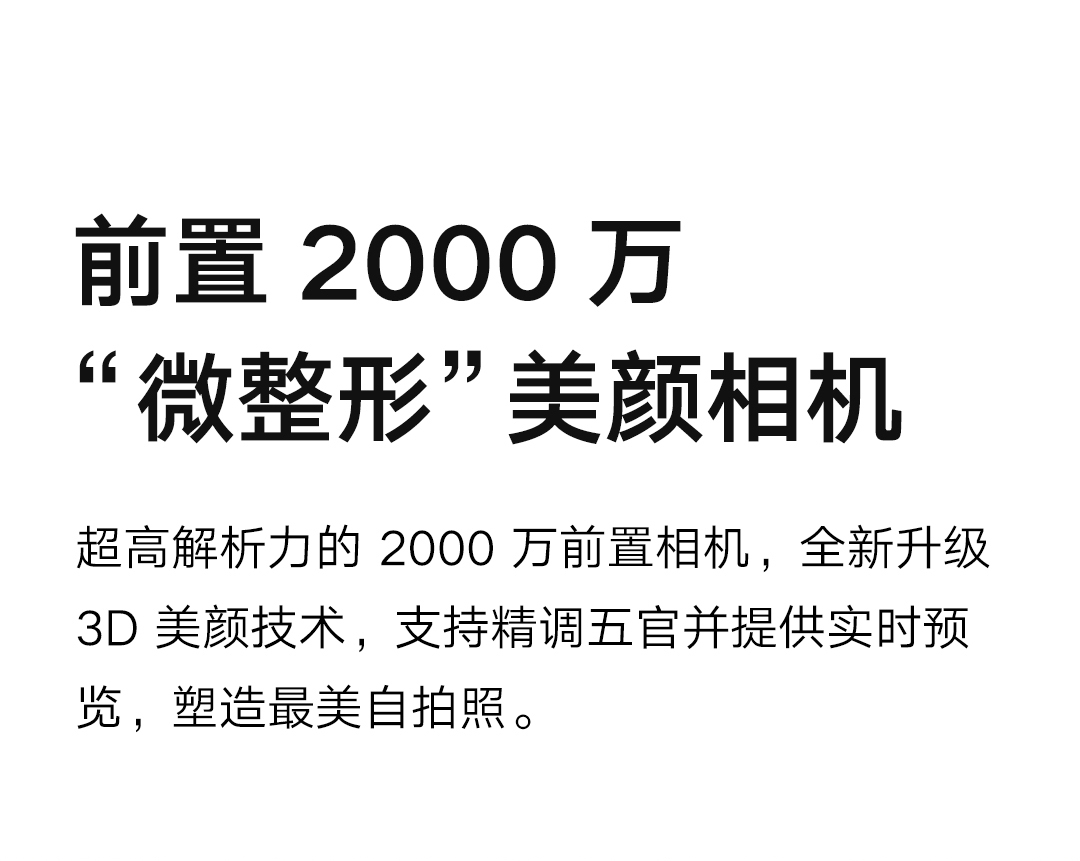 前置 2000 万
“微整形”美颜相机
超高解析力的 2000 万前置相机，全新升级
3D 美颜技术，支持精调五官并提供实时预
览，塑造最美自拍照。